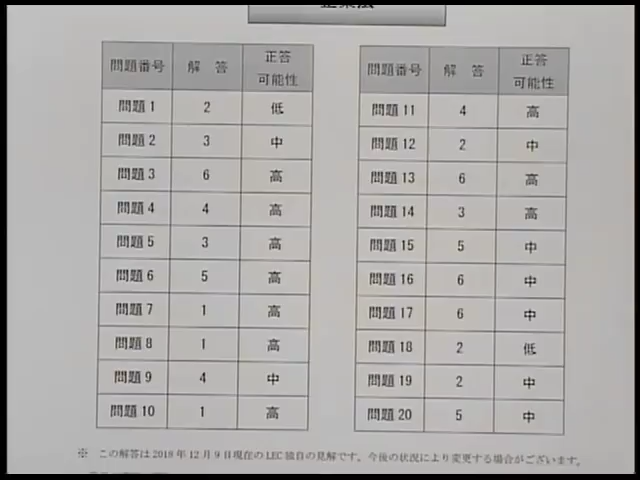 問題番号 解 答 正答可能性
問題1 2 低
問題2 3 中
問題3 6 高
問題4 4 高
問題5 3 高
問題6 5 高
問題7 1 高
問題8 1 高
問題9 4 中
問題10 1 高
問題番号 解 答 正答可能性
問題11 4 高
問題12 2 中
問題13 6 高
問題14 3 高
問題15 5 中
問題16 6 中
問題17 6 中
問題18 2 低
問題19 2 中
問題20 5 中
※ この解答は2018年12月9日現在のLEC独自の見解です。今後の状況により変更する場合がございます。